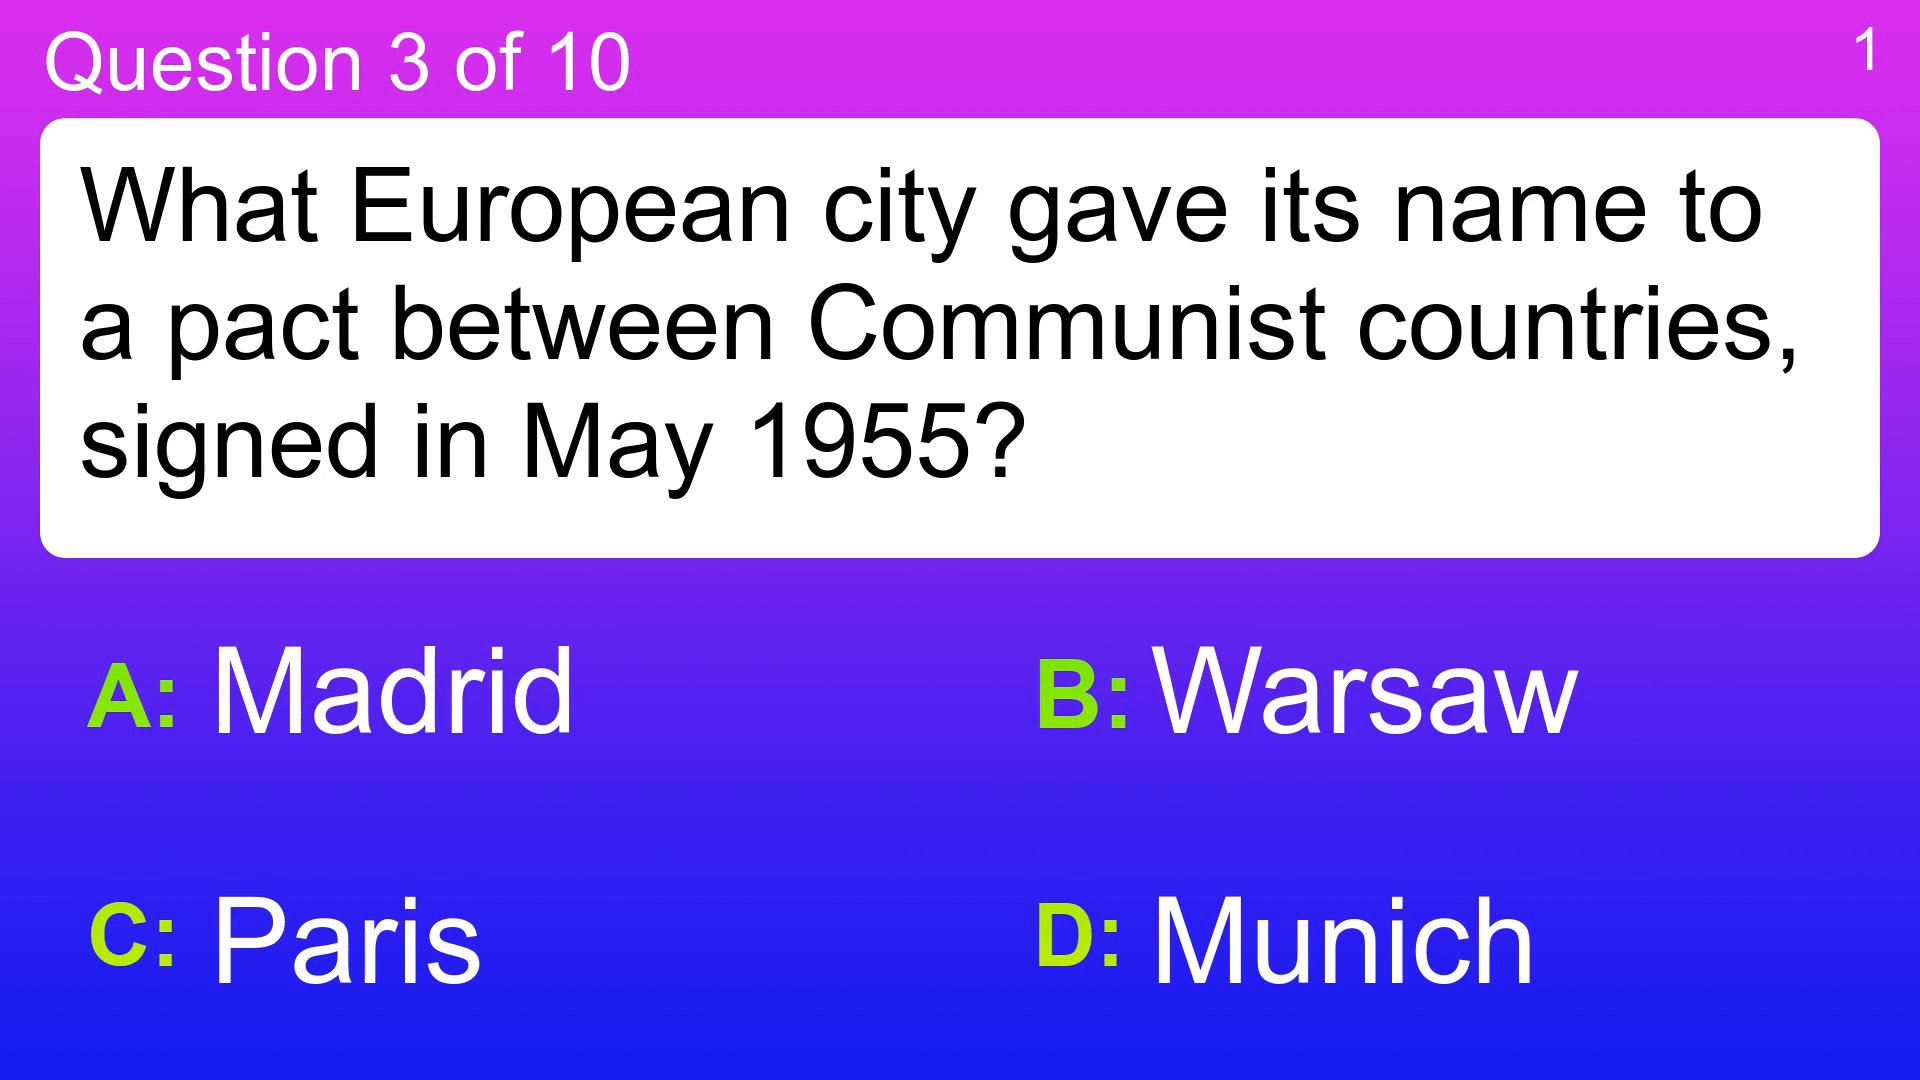 Question 3 of 10
1
What European city gave its name to
a pact between Communist countries,
signed in May 1955?
A: Madrid
B: Warsaw
C: Paris
D: Munich